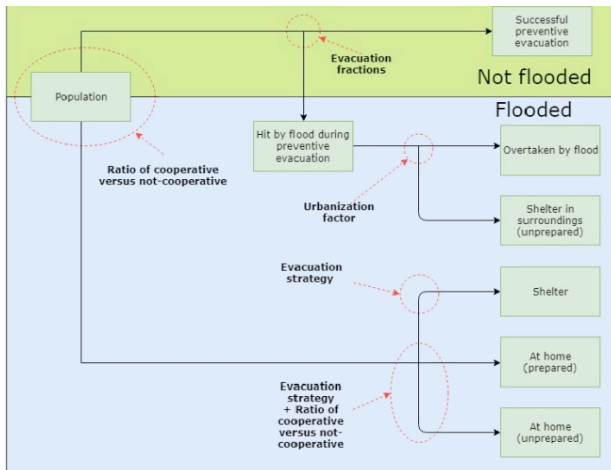 Successful
preventive
evacuation
Evacuation
fractions
Not flooded
Population
Flooded
Hit by flood during
preventive
evacuation
Overtaken by flood
Ratio of cooperative
versus not-cooperative
Urbanization
factor
Shelter in
surroundings
(unprepared)
Evacuation
strategy
Shelter
At home
(prepared)
Evacuation
strategy
+ Ratio of
cooperative
versus not-
cooperative
At home
(unprepared)